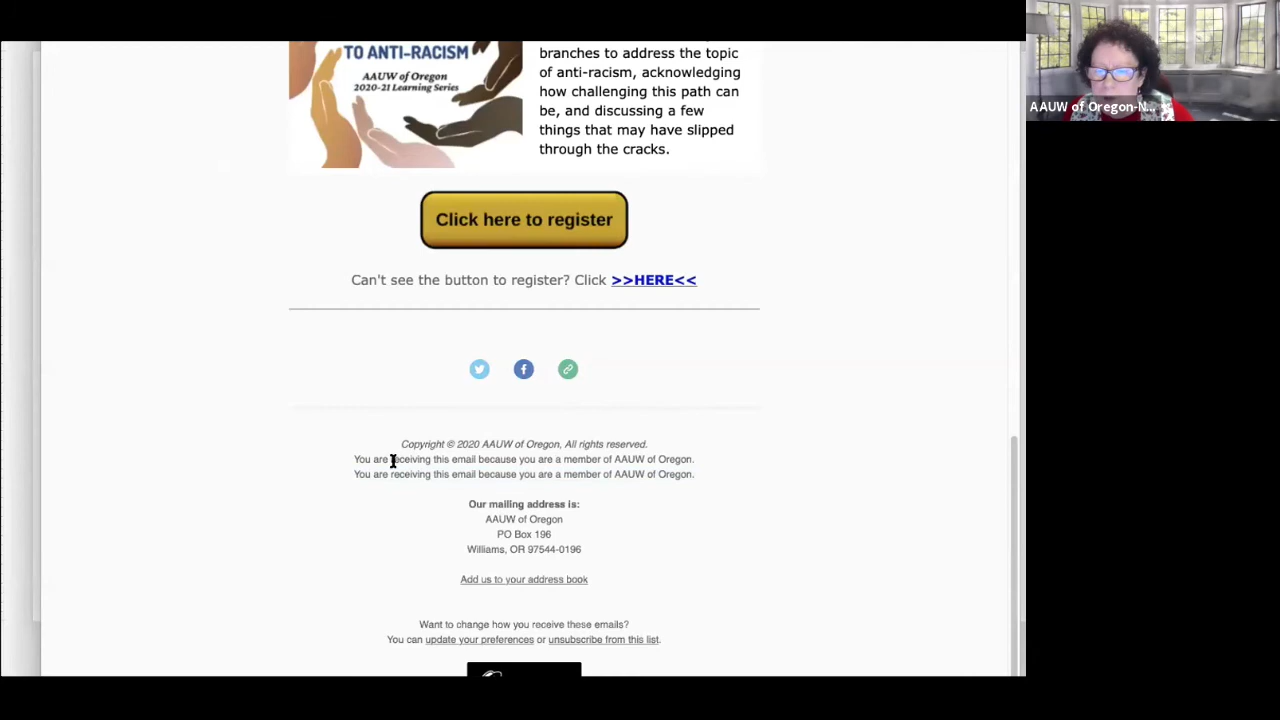 TO ANTI-RACISM
AAUW of Oregon
2020-21 Learning Series
branches to address the topic
of anti-racism, acknowledging
how challenging this path can
be, and discussing a few
things that may have slipped
through the cracks.
Click here to register
Can't see the button to register? Click >>HERE<<
Copyright © 2020 AAUW of Oregon, All rights reserved.
You are receiving this email because you are a member of AAUW of Oregon.
You are receiving this email because you are a member of AAUW of Oregon.
Our mailing address is:
AAUW of Oregon
PO Box 196
Williams, OR 97544-0196
Add us to your address book
Want to change how you receive these emails?
You can update your preferences or unsubscribe from this list.
AAUW of Oregon-N...